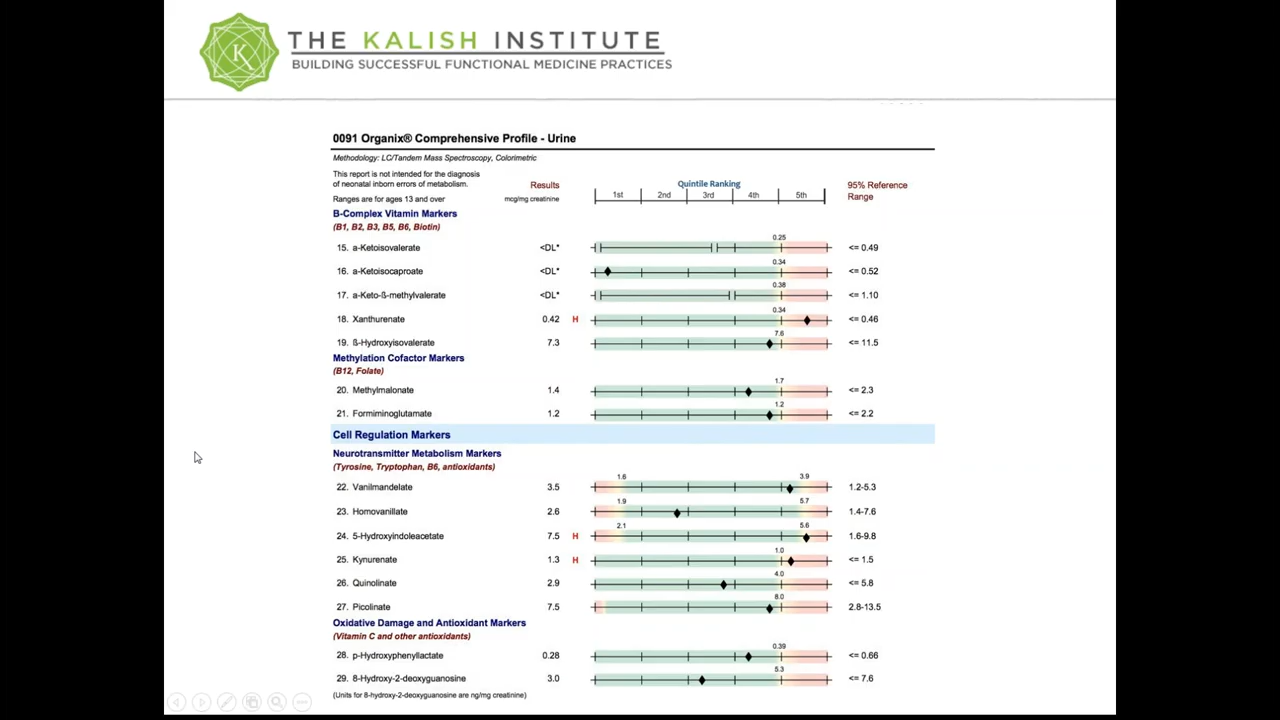 THE KALISH INSTITUTE
BUILDING SUCCESSFUL FUNCTIONAL MEDICINE PRACTICES
K
0091 Organix® Comprehensive Profile - Urine
Methodology: LC/Tandem Mass Spectroscopy, Colorimetric
This report is not intended for the diagnosis
of neonatal inborn errors of metabolism.
Ranges are for ages 13 and over
Results
mcg/mg creatinine
Quintile Ranking
1st 2nd 3rd 4th 5th
95% Reference
Range
B-Complex Vitamin Markers
(B1, B2, B3, B5, B6, Biotin)
0.25
15. a-Ketoisovalerate <DL* <= 0.49
0.34
16. a-Ketoisocaproate <DL* <= 0.52
0.38
17. a-Keto-ß-methylvalerate <DL* <= 1.10
0.34
18. Xanthurenate 0.42 H <= 0.46
7.6
19. ß-Hydroxyisovalerate 7.3 <= 11.5
Methylation Cofactor Markers
(B12, Folate)
1.7
20. Methylmalonate 1.4 <= 2.3
1.2
21. Formiminoglutamate 1.2 <= 2.2
Cell Regulation Markers
Neurotransmitter Metabolism Markers
(Tyrosine, Tryptophan, B6, antioxidants)
1.6 3.9
22. Vanilmandelate 3.5 1.2-5.3
1.9 5.7
23. Homovanillate 2.6 1.4-7.6
2.1 5.6
24. 5-Hydroxyindoleacetate 7.5 H 1.6-9.8
1.0
25. Kynurenate 1.3 H <= 1.5
4.0
26. Quinolinate 2.9 <= 5.8
8.0
27. Picolinate 7.5 2.8-13.5
Oxidative Damage and Antioxidant Markers
(Vitamin C and other antioxidants)
0.39
28. p-Hydroxyphenyllactate 0.28 <= 0.66
5.3
29. 8-Hydroxy-2-deoxyguanosine 3.0 <= 7.6
(Units for 8-hydroxy-2-deoxyguanosine are ng/mg creatinine)